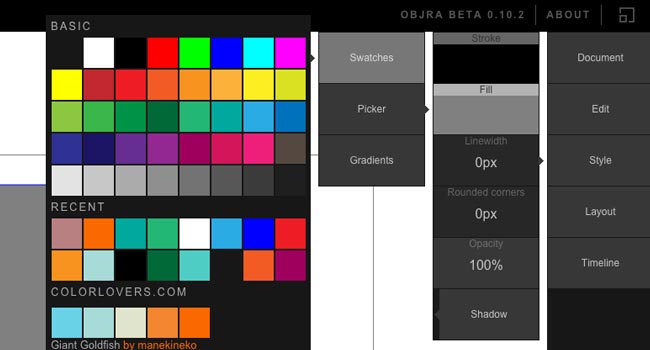 OBJRA BETA 0.10.2
ABOUT
BASIC
RECENT
COLORLOVERS.COM
Giant Goldfish by manekineko
Swatches
Picker
Gradients
Stroke
Fill
Linewidth
0px
Rounded corners
0px
Opacity
100%
Shadow
Document
Edit
Style
Layout
Timeline